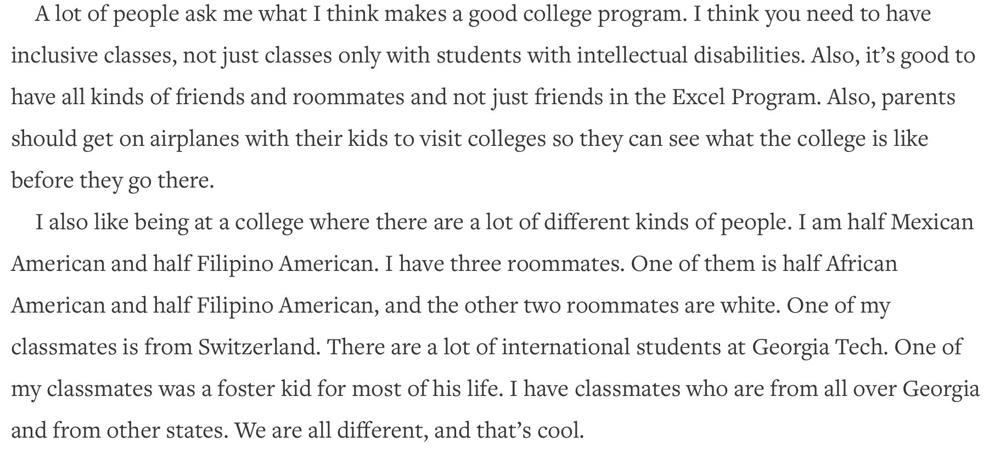 A lot of people ask me what I think makes a good college program. I think you need to have
inclusive classes, not just classes only with students with intellectual disabilities. Also, it’s good to
have all kinds of friends and roommates and not just friends in the Excel Program. Also, parents
should get on airplanes with their kids to visit colleges so they can see what the college is like
before they go there.
I also like being at a college where there are a lot of different kinds of people. I am half Mexican
American and half Filipino American. I have three roommates. One of them is half African
American and half Filipino American, and the other two roommates are white. One of my
classmates is from Switzerland. There are a lot of international students at Georgia Tech. One of
my classmates was a foster kid for most of his life. I have classmates who are from all over Georgia
and from other states. We are all different, and that’s cool.